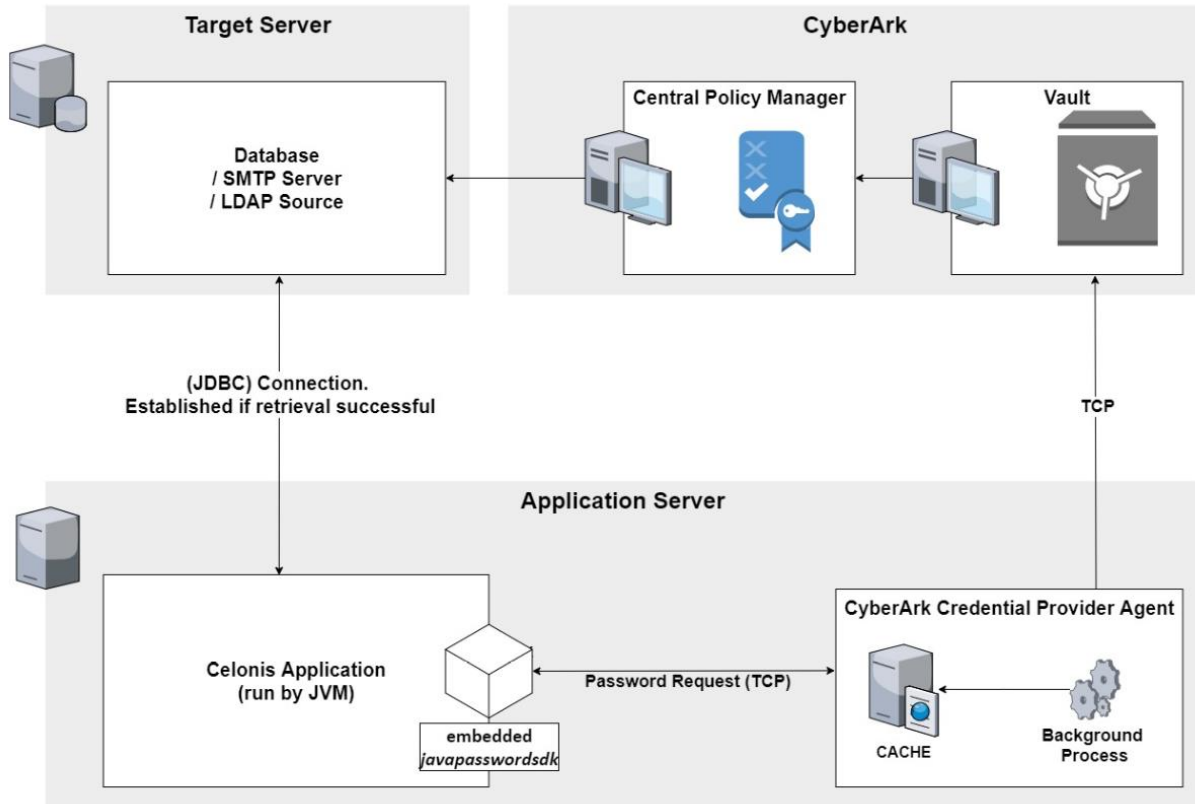 Target Server
Database
/ SMTP Server
/ LDAP Source
CyberArk
Central Policy Manager
Vault
(JDBC) Connection.
Established if retrieval successful
TCP
Application Server
Celonis Application
(run by JVM)
embedded
javapasswordsdk
Password Request (TCP)
CyberArk Credential Provider Agent
CACHE
Background
Process